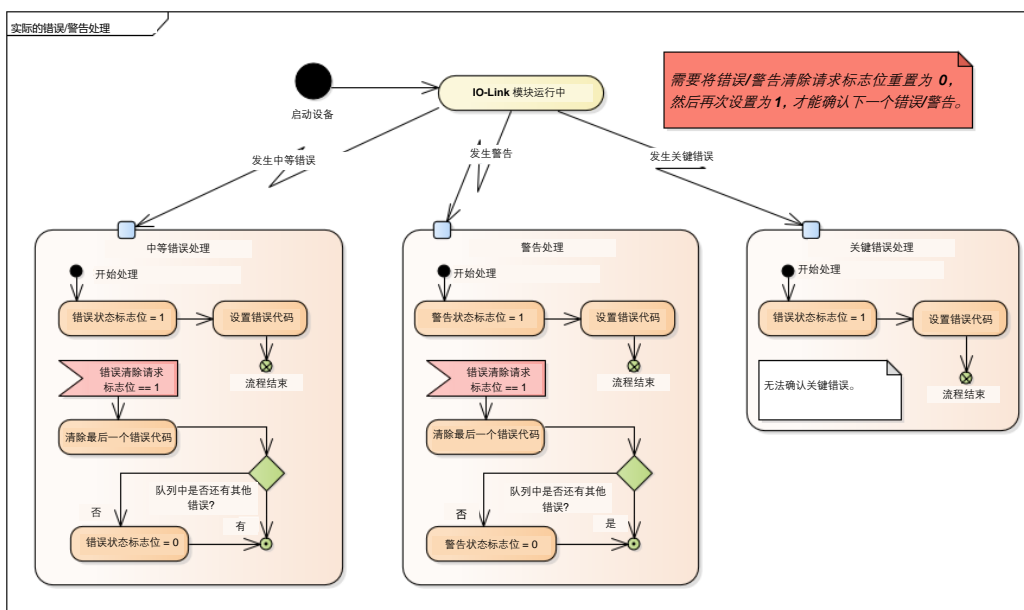 实际的错误/警告处理
需要将错误/警告清除请求标志位重置为 0，
然后再次设置为 1，才能确认下一个错误/警告。
启动设备
IO-Link 模块运行中
发生中等错误
发生警告
发生关键错误
中等错误处理
开始处理
错误状态标志位 = 1
设置错误代码
流程结束
错误清除请求
标志位 == 1
清除最后一个错误代码
队列中是否还有其他
错误?
否
有
错误状态标志位 = 0
警告处理
开始处理
警告状态标志位 = 1
设置错误代码
流程结束
错误清除请求
标志位 == 1
清除最后一个错误代码
队列中是否还有其他
错误?
否
是
警告状态标志位 = 0
关键错误处理
开始处理
错误状态标志位 = 1
设置错误代码
流程结束
无法确认关键错误。